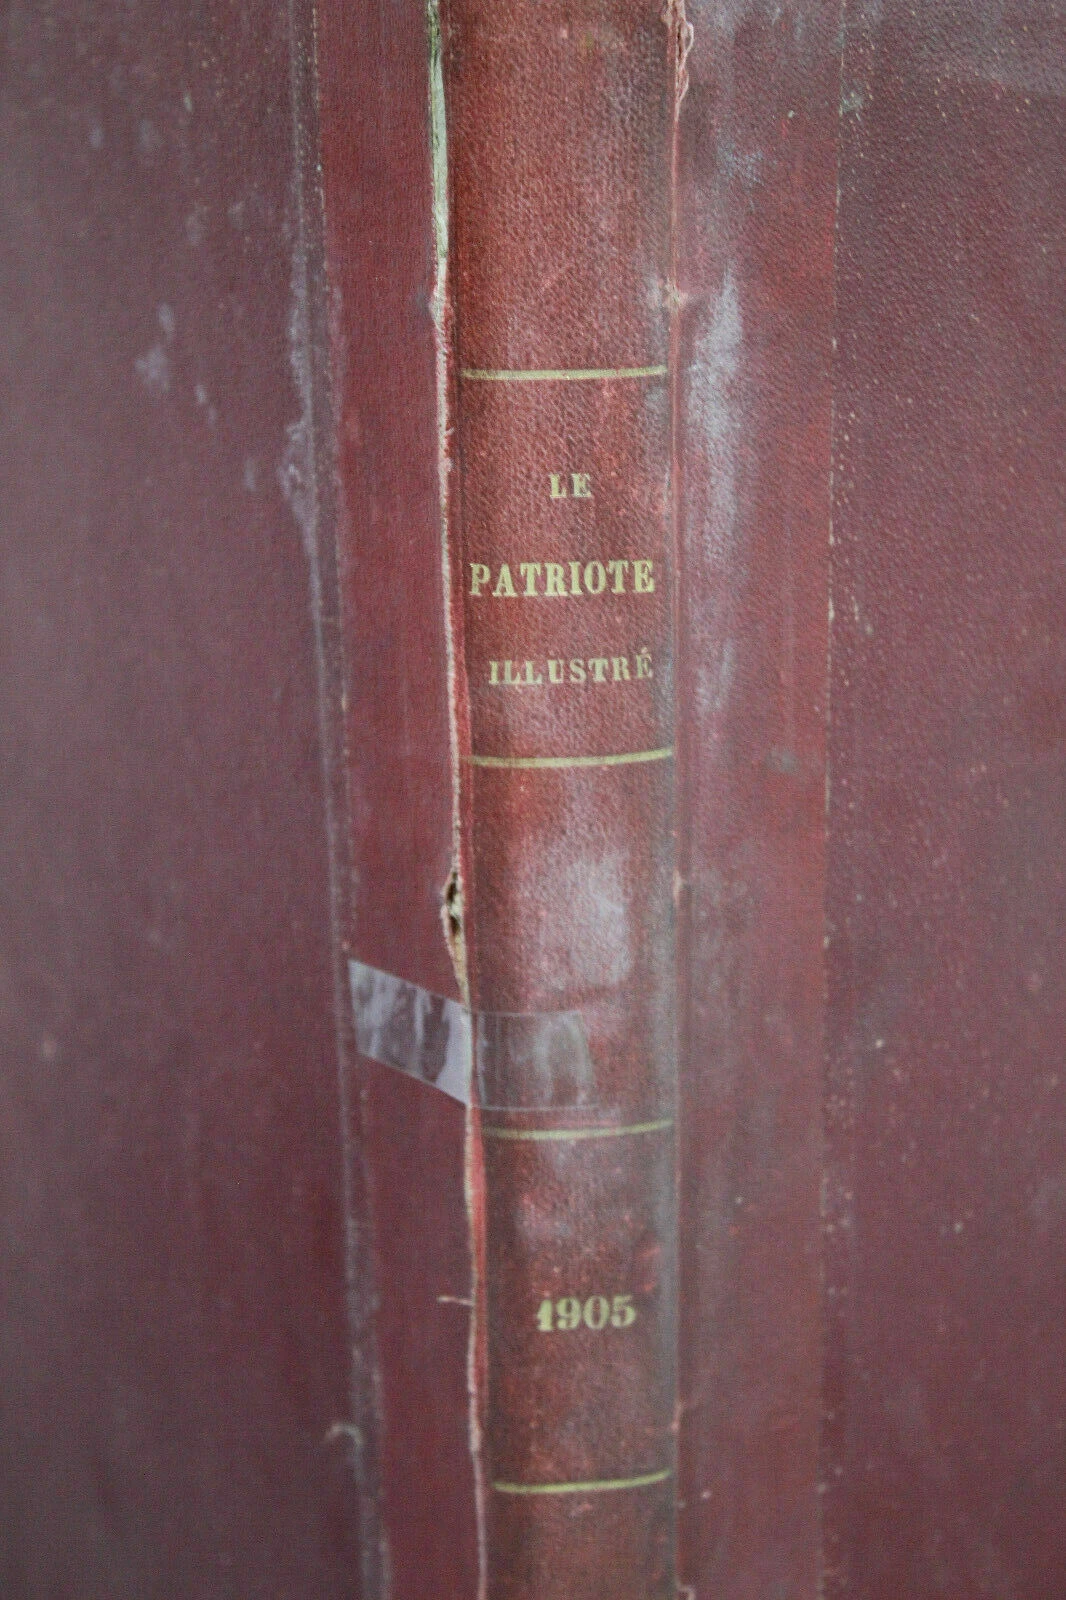 LE
PATRIOTE
ILLUSTRÉ
1905